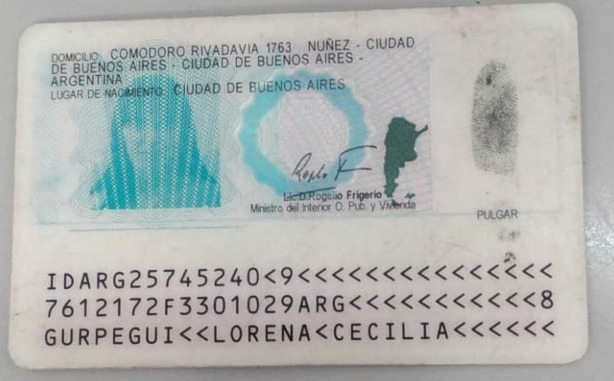 DOMICILIO: COMODORO RIVADAVIA 1763 NUÑEZ - CIUDAD
DE BUENOS AIRES - CIUDAD DE BUENOS AIRES -
ARGENTINA
LUGAR DE NACIMIENTO: CIUDAD DE BUENOS AIRES
Lic. Rogelio Frigerio
Ministro del Interior O. Pub. y Vivienda
PULGAR
IDARG25745240<9<<<<<<<<<<<<<<<
7612172F3301029ARG<<<<<<<<<<<8
GURPEGUI<<LORENA<CECILIA<<<<<<